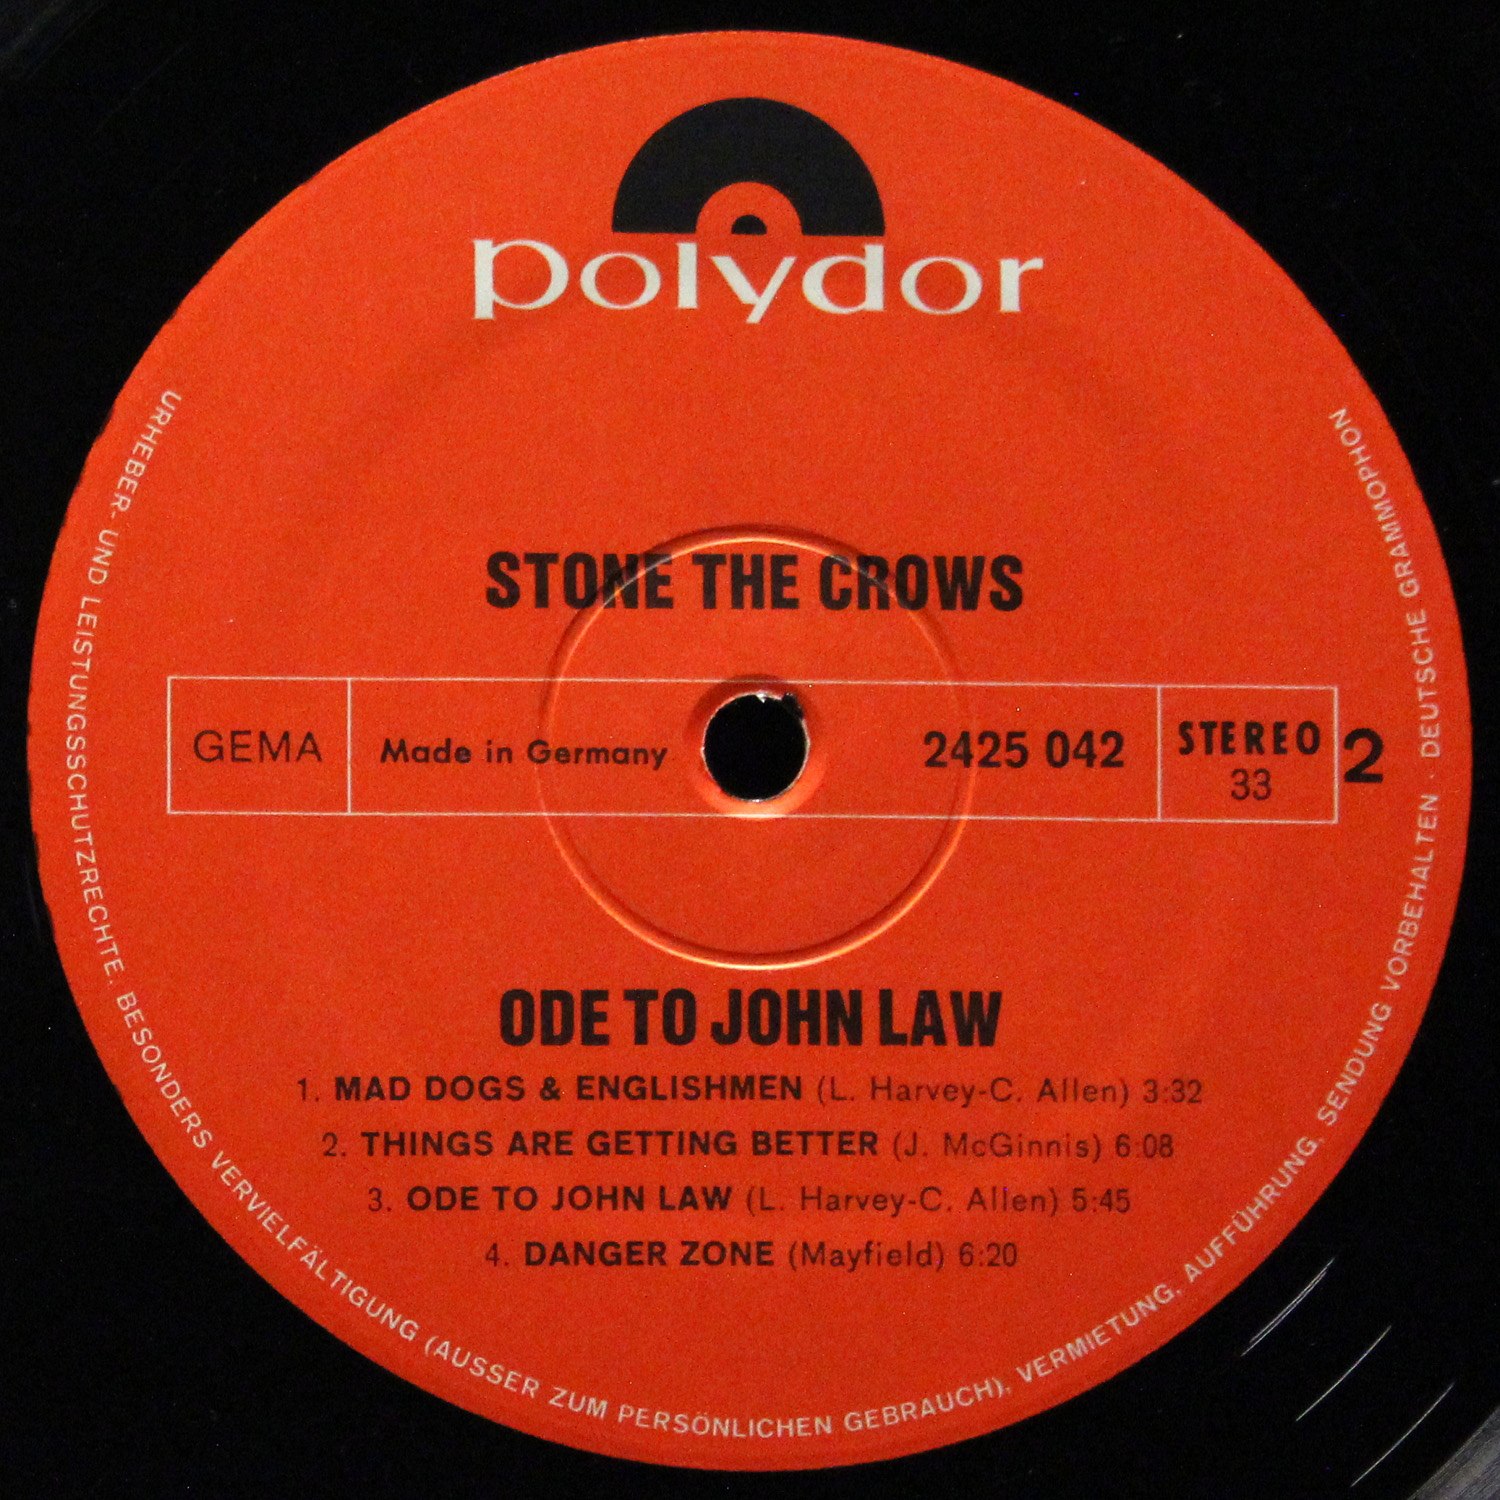 polydor
STONE THE CROWS
GEMA
Made in Germany
2425 042
STEREO
33
2
ODE TO JOHN LAW
1. MAD DOGS & ENGLISHMEN (L. Harvey-C. Allen) 3:32
2. THINGS ARE GETTING BETTER (J. McGinnis) 6:08
3. ODE TO JOHN LAW (L. Harvey-C. Allen) 5:45
4. DANGER ZONE (Mayfield) 6:20
URHEBER- UND LEISTUNGSSCHUTZRECHTE. BESONDERS VERVIELFÄLTIGUNG (AUSSER ZUM PERSÖNLICHEN GEBRAUCH), VERMIETUNG, AUFFÜHRUNG, SENDUNG VORBEHALTEN · DEUTSCHE GRAMMOPHON